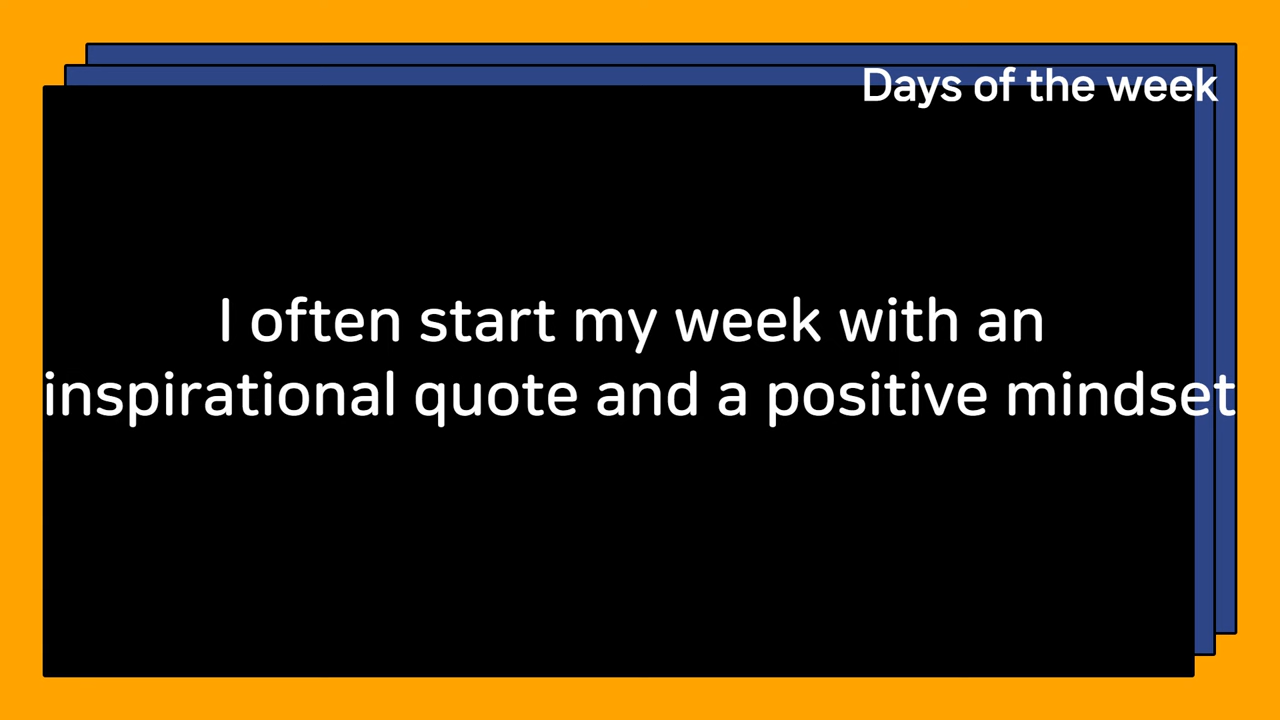 Days of the week
I often start my week with an
inspirational quote and a positive mindset